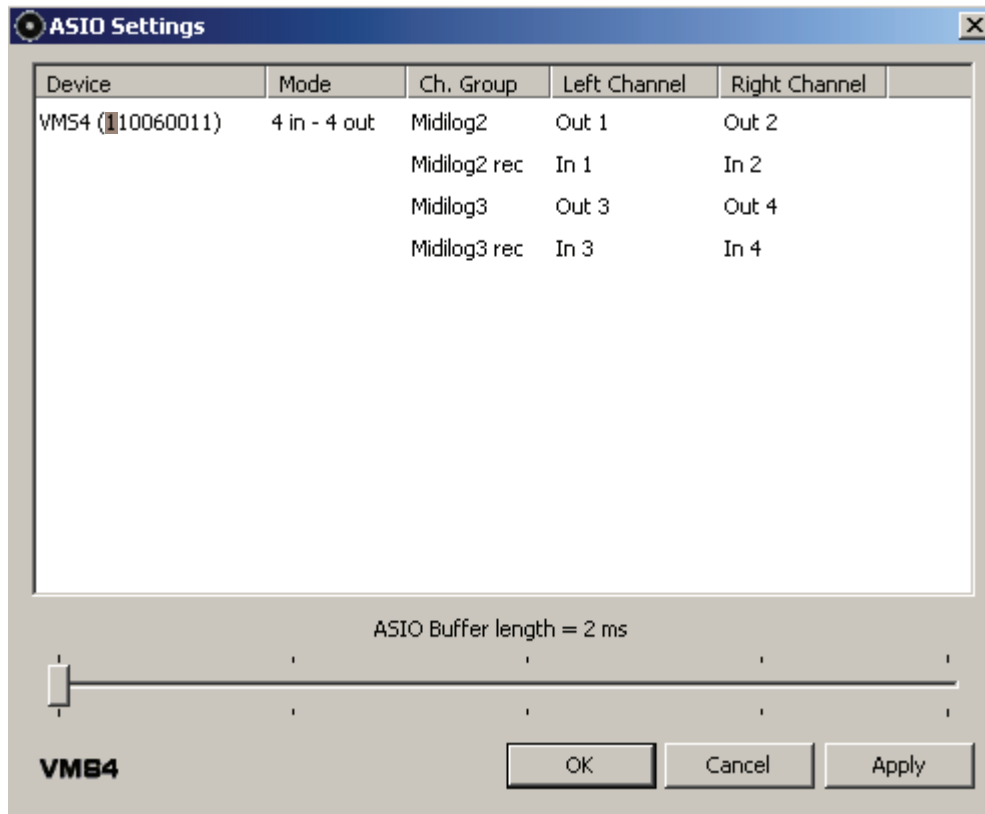 ASIO Settings
Device Mode Ch. Group Left Channel Right Channel
VMS4 (110060011) 4 in - 4 out Midilog2 Out 1 Out 2
Midilog2 rec In 1 In 2
Midilog3 Out 3 Out 4
Midilog3 rec In 3 In 4
ASIO Buffer length = 2 ms
VMS4 OK Cancel Apply